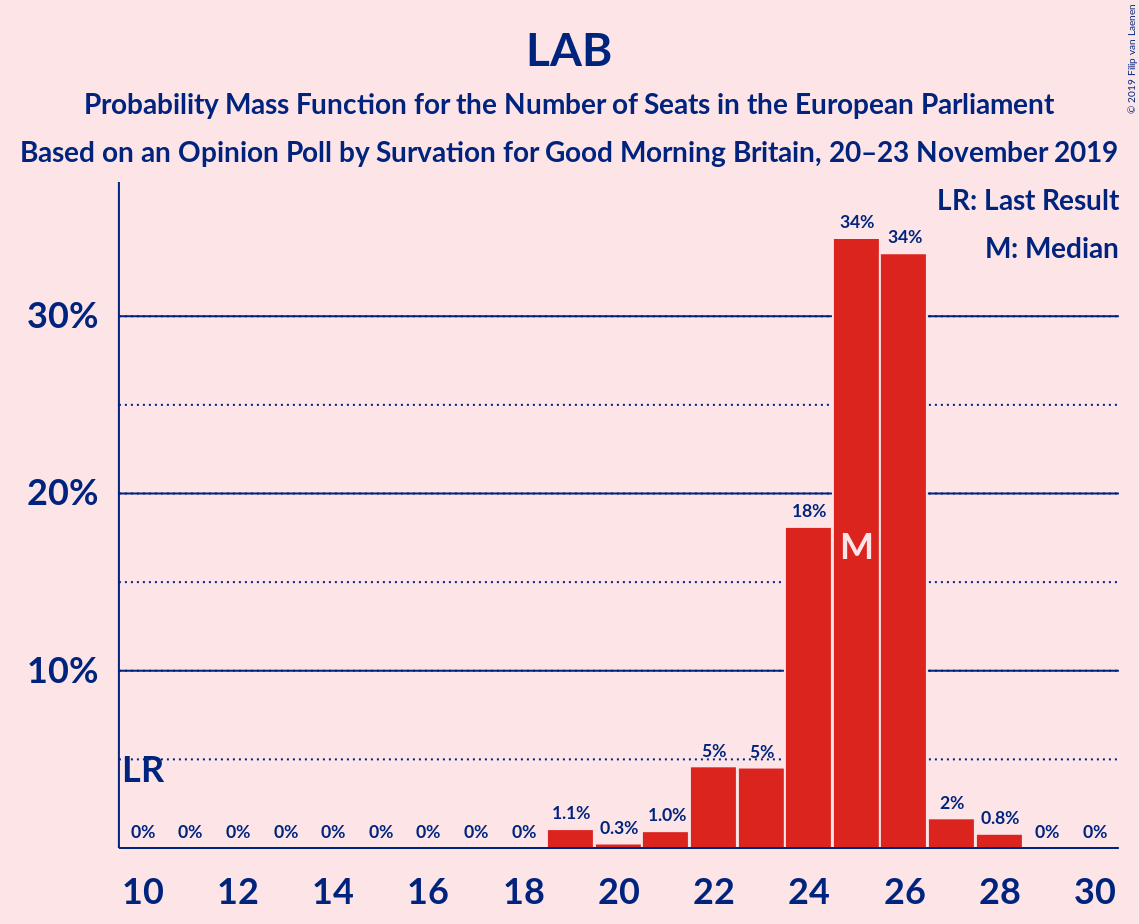 LAB
Probability Mass Function for the Number of Seats in the European Parliament
Based on an Opinion Poll by Survation for Good Morning Britain, 20–23 November 2019
© 2019 Filip van Laenen
LR: Last Result
M: Median
30%
20%
10%
34%
34%
18%
M
5%
5%
LR
1.1%
0.3%
1.0%
2%
0.8%
0% 0% 0% 0% 0% 0% 0% 0% 0% 0% 0%
10 12 14 16 18 20 22 24 26 28 30